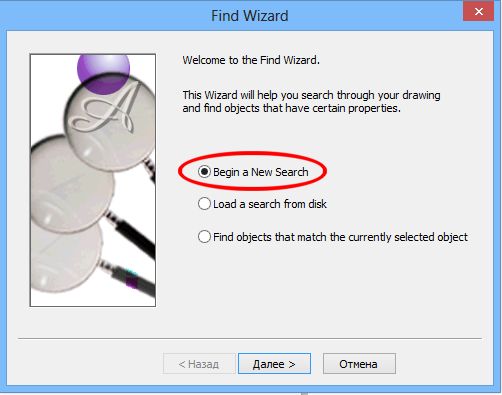 Find Wizard
Welcome to the Find Wizard.
This Wizard will help you search through your drawing
and find objects that have certain properties.
A
Begin a New Search
Load a search from disk
Find objects that match the currently selected object
< Назад
Далее >
Отмена